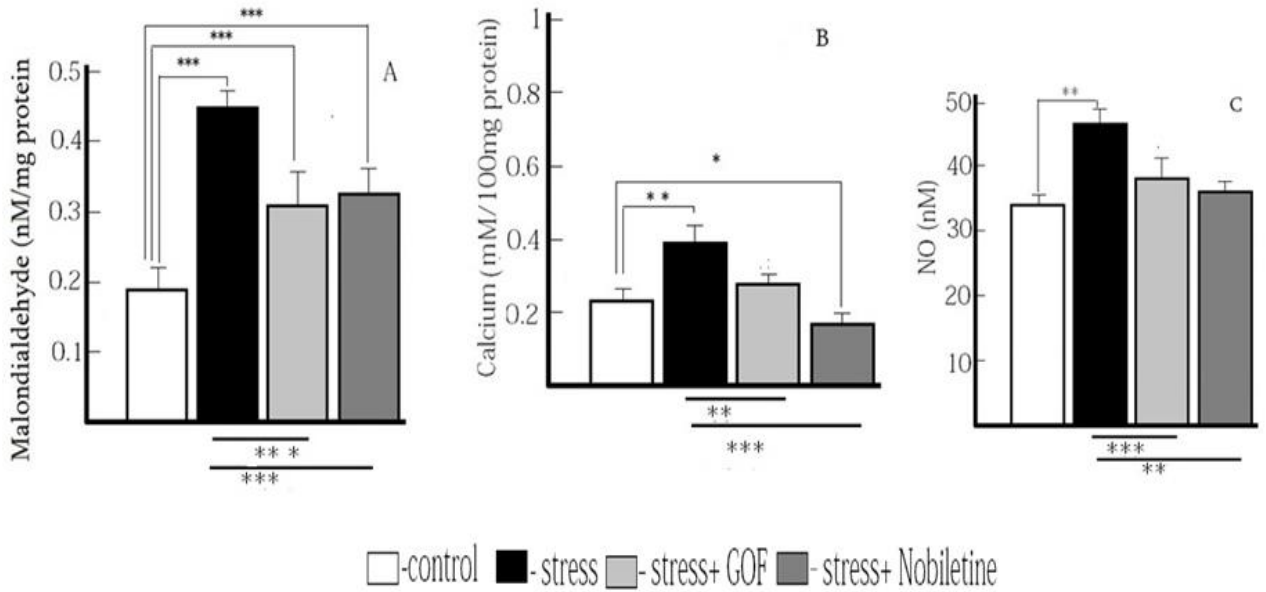 ***
***
***
A
Malondialdehyde (nM/mg protein
0.5
0.4
0.3
0.2
0.1
** *
***
B
Calcium ( mM/100mg protein)
1
0.8
0.6
0.4
0.2
*
* *
**
***
C
NO (nM)
50
40
30
20
10
**
***
**
-control
- stress
- stress+ GOF
- stress+ Nobiletine